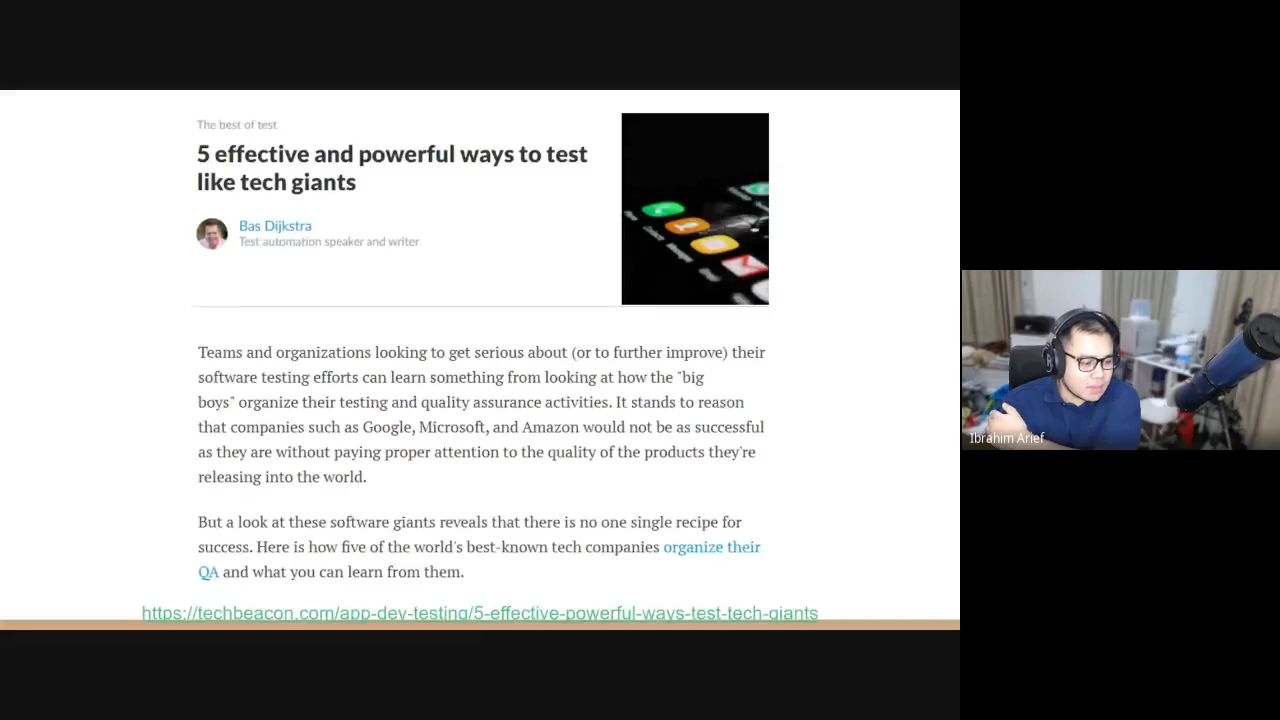 The best of test
5 effective and powerful ways to test
like tech giants
Bas Dijkstra
Test automation speaker and writer
Teams and organizations looking to get serious about (or to further improve) their
software testing efforts can learn something from looking at how the "big
boys" organize their testing and quality assurance activities. It stands to reason
that companies such as Google, Microsoft, and Amazon would not be as successful
as they are without paying proper attention to the quality of the products they're
releasing into the world.
But a look at these software giants reveals that there is no one single recipe for
success. Here is how five of the world's best-known tech companies organize their
QA and what you can learn from them.
https://techbeacon.com/app-dev-testing/5-effective-powerful-ways-test-tech-giants
Ibrahim Arief